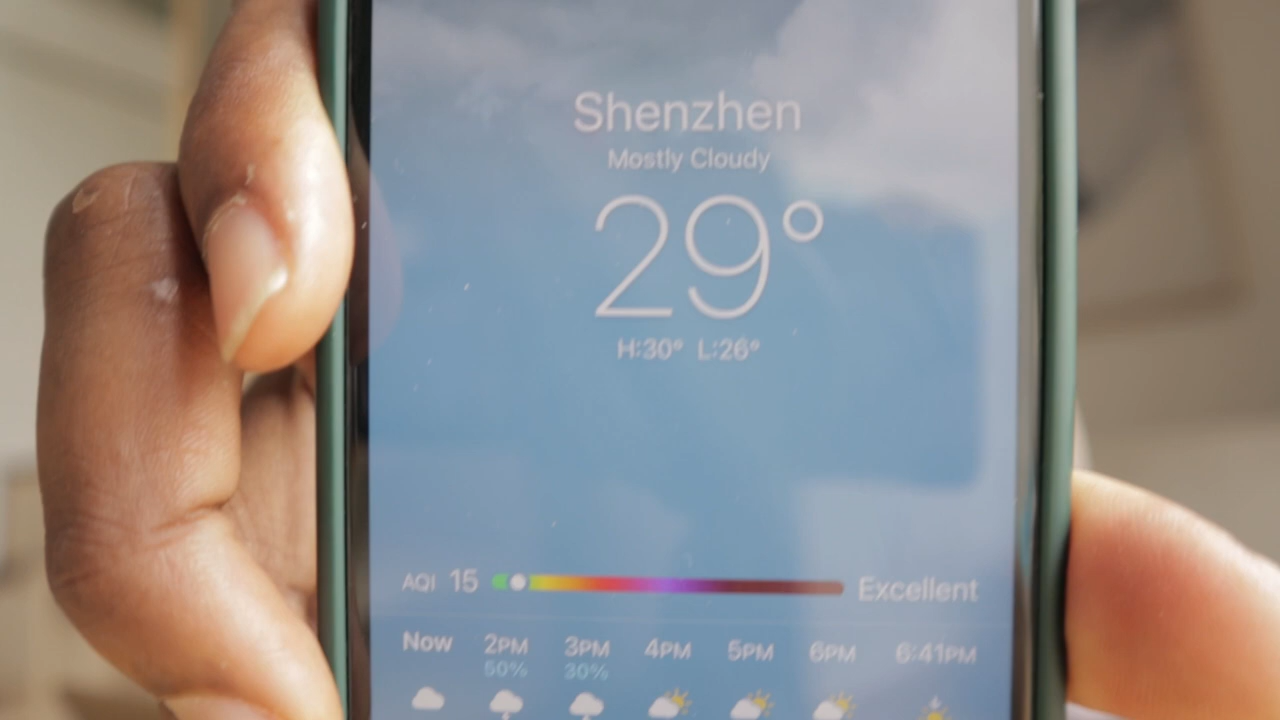 Shenzhen
Mostly Cloudy
29°
H:30° L:26°
AQI 15 Excellent
Now 2PM 3PM 4PM 5PM 6PM 6:41PM
50% 30%